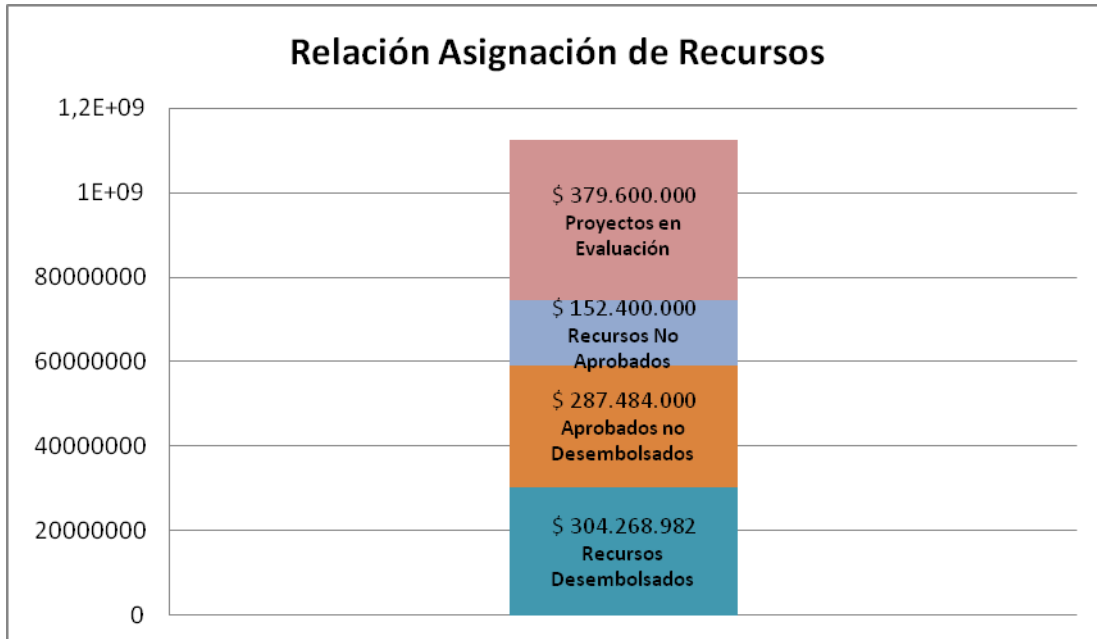 Relación Asignación de Recursos
1,2E+09
1E+09
80000000
60000000
40000000
20000000
0
$ 379.600.000
Proyectos en
Evaluación
$ 152.400.000
Recursos No
Aprobados
$ 287.484.000
Aprobados no
Desembolsados
$ 304.268.982
Recursos
Desembolsados